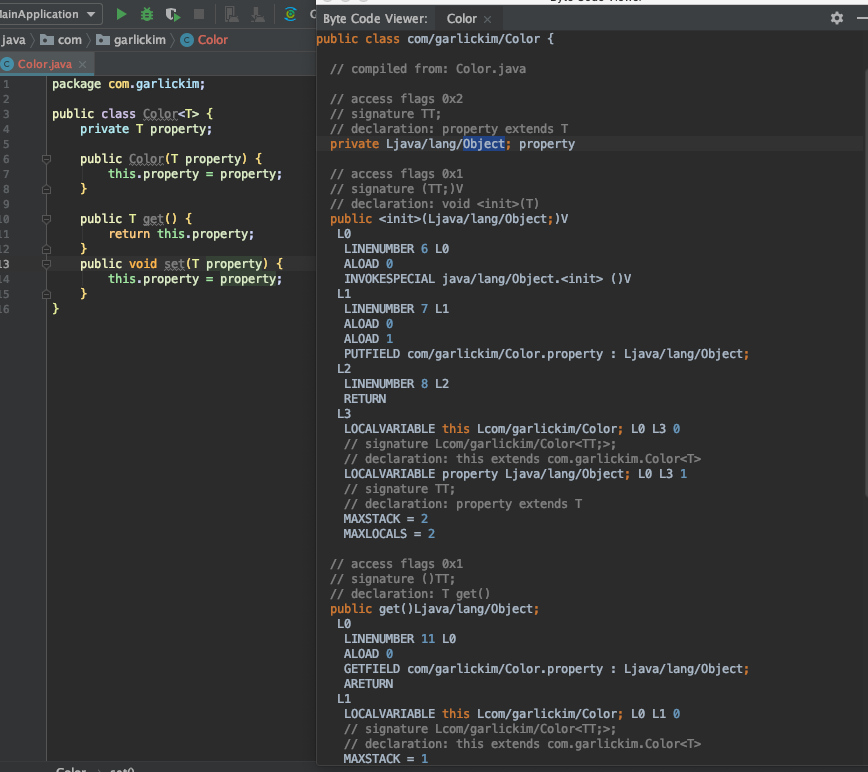 MainApplication
Byte Code Viewer: Color
java com garlickim Color
Color.java
1 package com.garlickim;
2
3 public class Color<T> {
4 private T property;
5
6 public Color(T property) {
7 this.property = property;
8 }
9
10 public T get() {
11 return this.property;
12 }
13 public void set(T property) {
14 this.property = property;
15 }
16 }
public class com/garlickim/Color {
// compiled from: Color.java
// access flags 0x2
// signature TT;
// declaration: property extends T
private Ljava/lang/Object; property
// access flags 0x1
// signature (TT;)V
// declaration: void <init>(T)
public <init>(Ljava/lang/Object;)V
L0
LINENUMBER 6 L0
ALOAD 0
INVOKESPECIAL java/lang/Object.<init> ()V
L1
LINENUMBER 7 L1
ALOAD 0
ALOAD 1
PUTFIELD com/garlickim/Color.property : Ljava/lang/Object;
L2
LINENUMBER 8 L2
RETURN
L3
LOCALVARIABLE this Lcom/garlickim/Color; L0 L3 0
// signature Lcom/garlickim/Color<TT;>;
// declaration: this extends com.garlickim.Color<T>
LOCALVARIABLE property Ljava/lang/Object; L0 L3 1
// signature TT;
// declaration: property extends T
MAXSTACK = 2
MAXLOCALS = 2
// access flags 0x1
// signature ()TT;
// declaration: T get()
public get()Ljava/lang/Object;
L0
LINENUMBER 11 L0
ALOAD 0
GETFIELD com/garlickim/Color.property : Ljava/lang/Object;
ARETURN
L1
LOCALVARIABLE this Lcom/garlickim/Color; L0 L1 0
// signature Lcom/garlickim/Color<TT;>;
// declaration: this extends com.garlickim.Color<T>
MAXSTACK = 1
Color set()